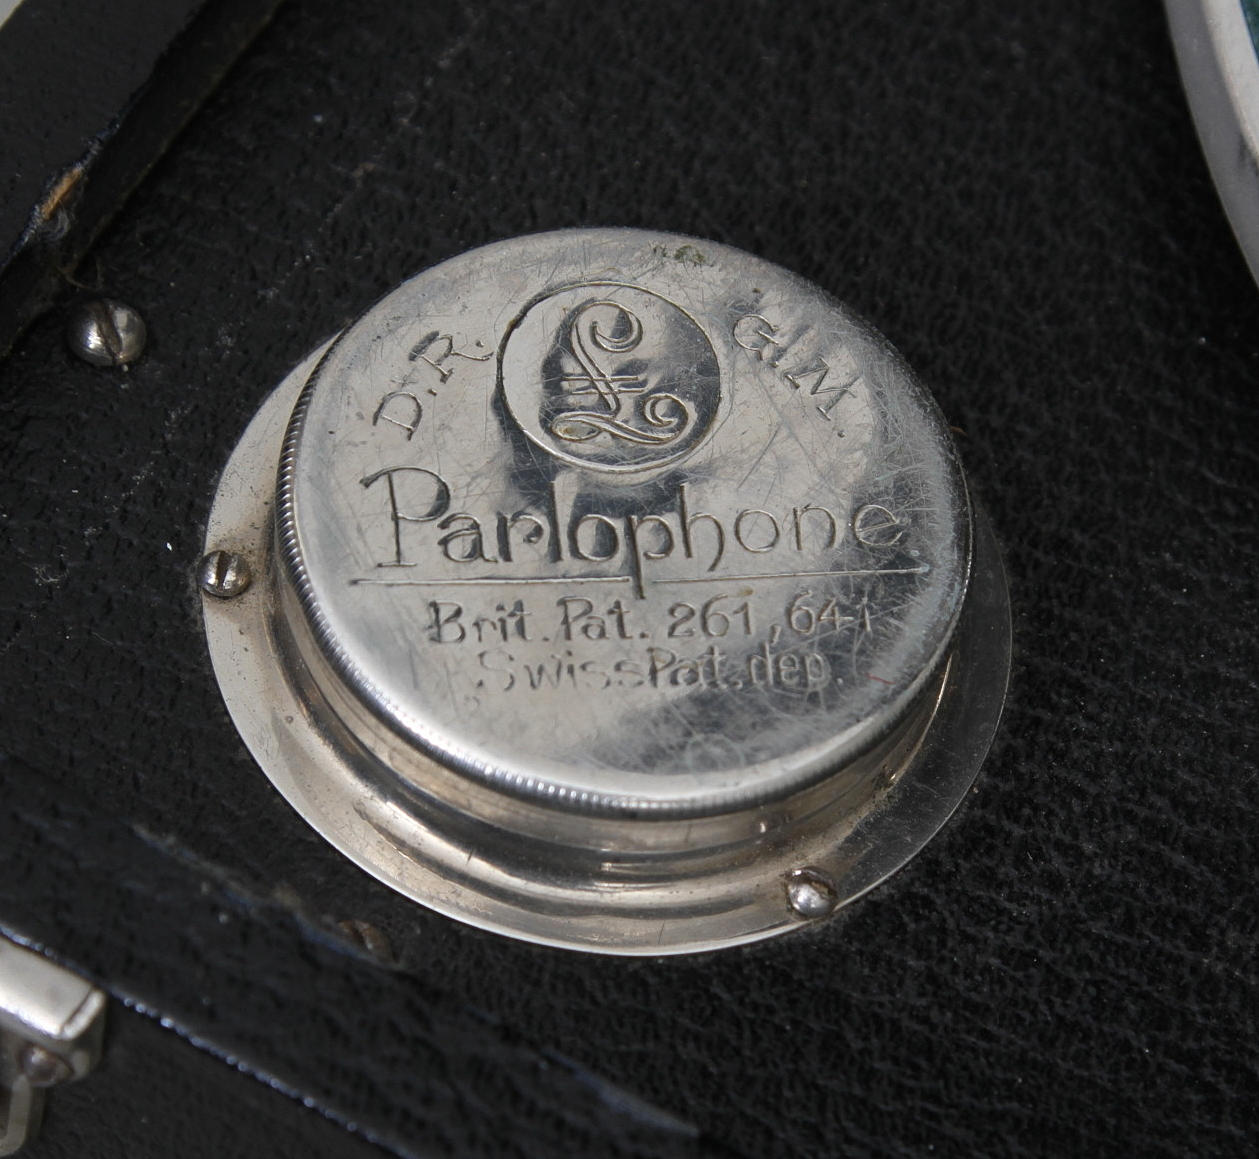 D.R. G.M.
Parlophone
Brit. Pat. 261,641
Swiss Pat. dep.